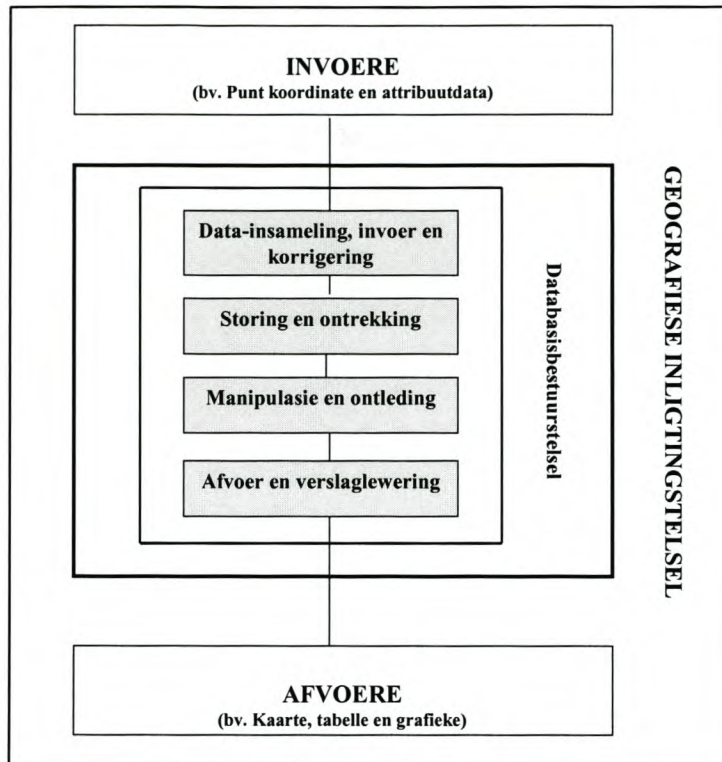 INVOERE
(bv. Punt koordinate en attribuutdata)
Data-insameling, invoer en
korrigering
Storing en ontrekking
Manipulasie en ontleding
Afvoer en verslaglewering
Databasisbestuurstelsel
GEOGRAFIESE INLIGTINGSTELSEL
AFVOERE
(bv. Kaarte, tabelle en grafieke)